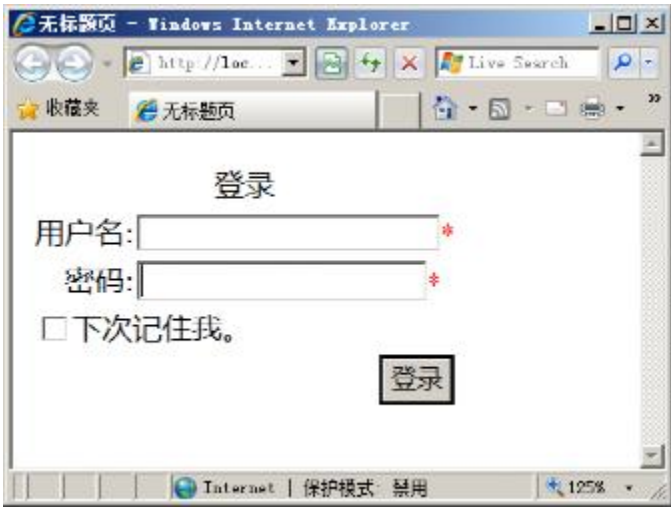 无标题页 - Windows Internet Explorer
http://loc... Live Search
收藏夹 无标题页 »
登录
用户名: *
密码: *
下次记住我。
登录
Internet | 保护模式: 禁用 125%